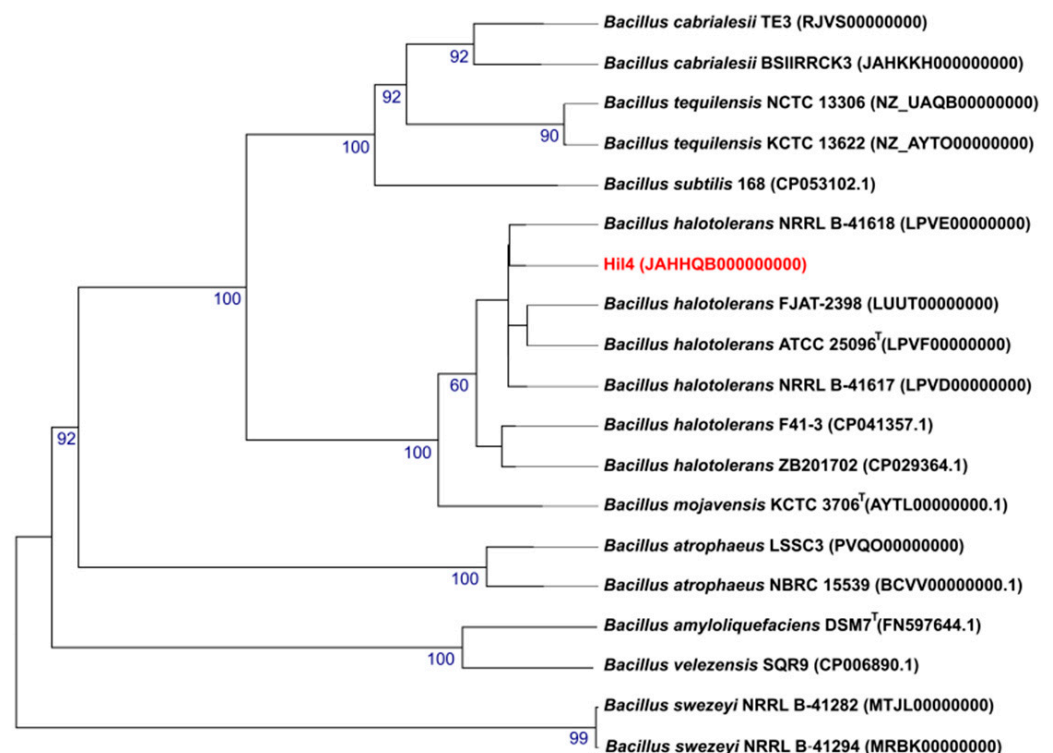 Bacillus cabrialesii TE3 (RJVS00000000)
92
Bacillus cabrialesii BSIIRRCK3 (JAHKKH000000000)
92
Bacillus tequilensis NCTC 13306 (NZ_UAQB00000000)
90
Bacillus tequilensis KCTC 13622 (NZ_AYTO00000000)
100
Bacillus subtilis 168 (CP053102.1)
Bacillus halotolerans NRRL B-41618 (LPVE00000000)
Hil4 (JAHHQB000000000)
100
Bacillus halotolerans FJAT-2398 (LUUT00000000)
Bacillus halotolerans ATCC 25096T(LPVF00000000)
60
Bacillus halotolerans NRRL B-41617 (LPVD00000000)
Bacillus halotolerans F41-3 (CP041357.1)
92
100
Bacillus halotolerans ZB201702 (CP029364.1)
Bacillus mojavensis KCTC 3706T(AYTL00000000.1)
Bacillus atrophaeus LSSC3 (PVQO00000000)
100
Bacillus atrophaeus NBRC 15539 (BCVV00000000.1)
Bacillus amyloliquefaciens DSM7T(FN597644.1)
100
Bacillus velezensis SQR9 (CP006890.1)
Bacillus swezeyi NRRL B-41282 (MTJL00000000)
99
Bacillus swezeyi NRRL B-41294 (MRBK00000000)